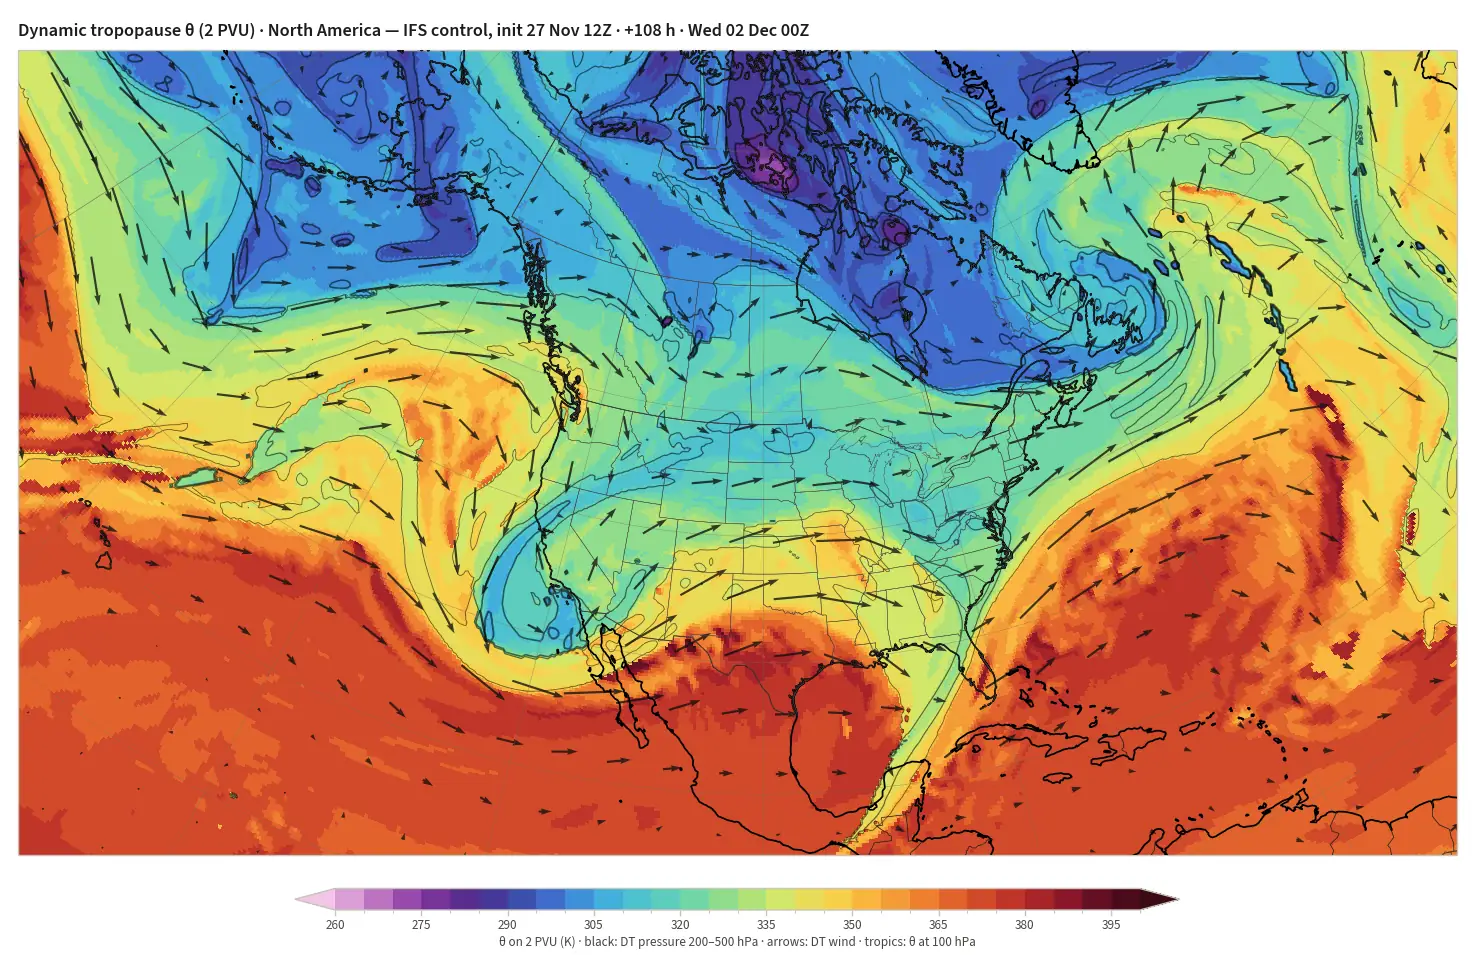 Dynamic tropopause θ (2 PVU) · North America — IFS control, init 27 Nov 12Z · +108 h · Wed 02 Dec 00Z
260 275 290 305 320 335 350 365 380 395
θ on 2 PVU (K) · black: DT pressure 200–500 hPa · arrows: DT wind · tropics: θ at 100 hPa